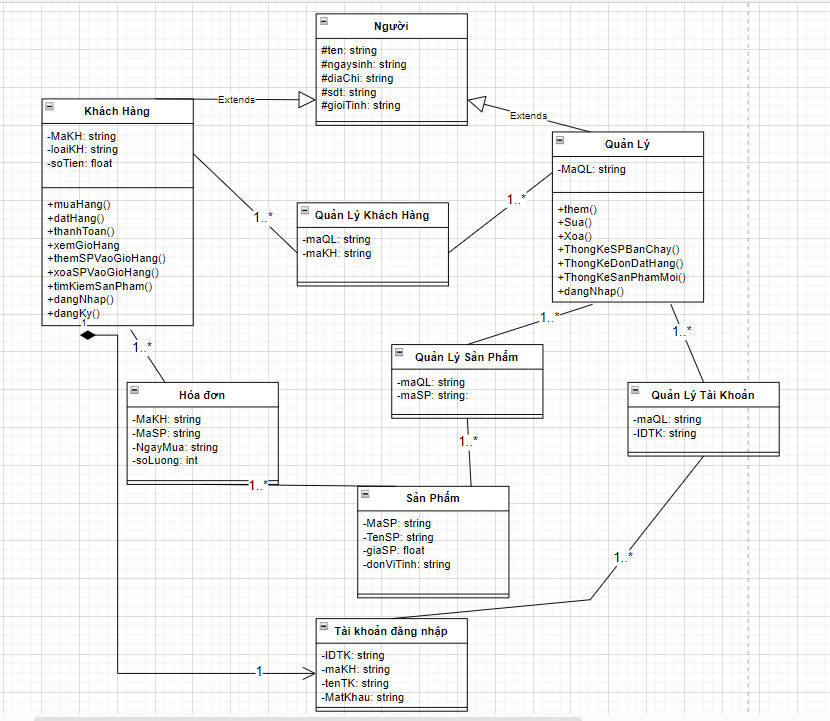 Người
#ten: string
#ngaysinh: string
#diaChi: string
#sdt: string
#gioiTinh: string
Extends
Extends
Khách Hàng
-MaKH: string
-loaiKH: string
-soTien: float
+muaHang()
+datHang()
+thanhToan()
+xemGioHang
+themSPVaoGioHang()
+xoaSPVaoGioHang()
+timKiemSanPham()
+dangNhap()
+dangKy()
Quản Lý
-MaQL: string
+them()
+Sua()
+Xoa()
+ThongKeSPBanChay()
+ThongKeDonDatHang()
+ThongKeSanPhamMoi()
+dangNhap()
1..*
1..*
Quản Lý Khách Hàng
-maQL: string
-maKH: string
1
1..*
1..*
1..*
Quản Lý Sản Phẩm
-maQL: string
-maSP: string:
Hóa đơn
-MaKH: string
-MaSP: string
-NgayMua: string
-soLuong: int
Quản Lý Tài Khoản
-maQL: string
-IDTK: string
1..*
1..*
Sản Phẩm
-MaSP: string
-TenSP: string
-giaSP: float
-donViTinh: string
1..*
Tài khoản đăng nhập
-IDTK: string
-maKH: string
-tenTK: string
-MatKhau: string
1